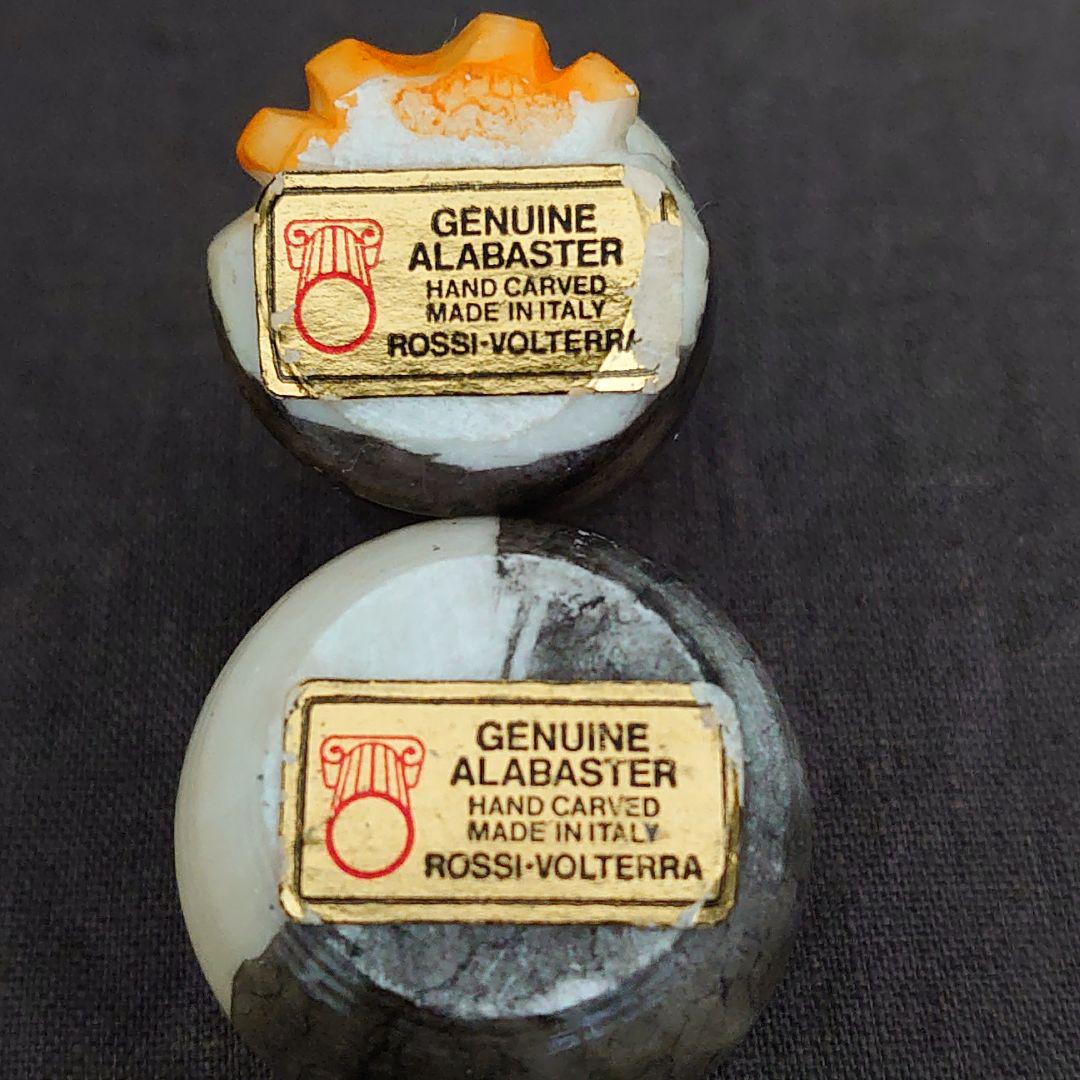 GENUINE
ALABASTER
HAND CARVED
MADE IN ITALY
ROSSI·VOLTERRA
GENUINE
ALABASTER
HAND CARVED
MADE IN ITALY
ROSSI·VOLTERRA